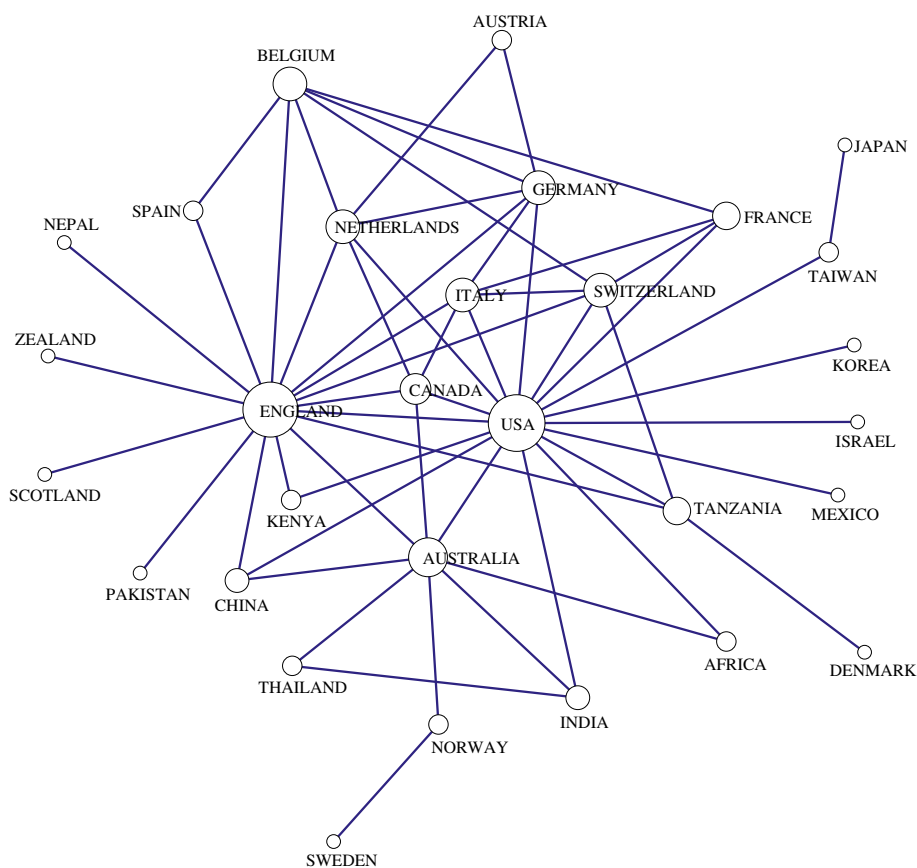 AUSTRIA
BELGIUM
JAPAN
GERMANY
SPAIN
FRANCE
NEPAL
NETHERLANDS
TAIWAN
ITALY
SWITZERLAND
ZEALAND
KOREA
CANADA
ENGLAND
USA
ISRAEL
SCOTLAND
TANZANIA
MEXICO
KENYA
AUSTRALIA
PAKISTAN
CHINA
AFRICA
DENMARK
THAILAND
INDIA
NORWAY
SWEDEN